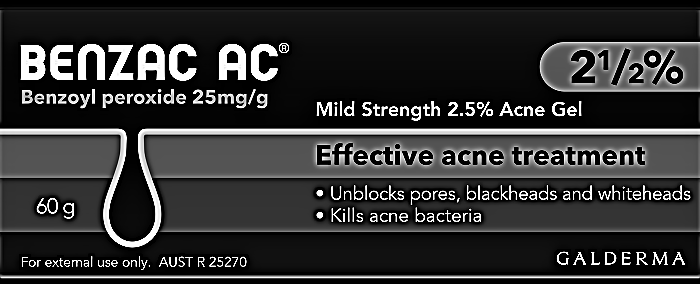 BENZAC AC®
Benzoyl peroxide 25mg/g
2½%
Mild Strength 2.5% Acne Gel
Effective acne treatment
• Unblocks pores, blackheads and whiteheads
• Kills acne bacteria
60 g
For external use only. AUST R 25270
GALDERMA